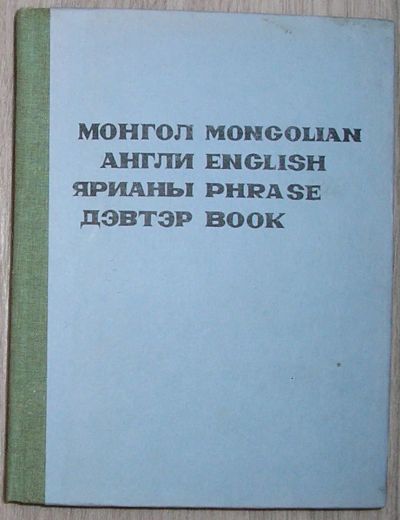 МОНГОЛ MONGOLIAN
АНГЛИ ENGLISH
ЯРИАНЫ PHRASE
ДЭВТЭР BOOK